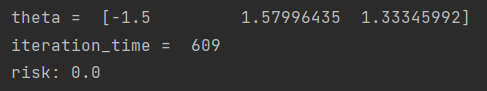 theta =  [-1.5         1.57996435  1.33345992]
iteration_time =  609
risk: 0.0